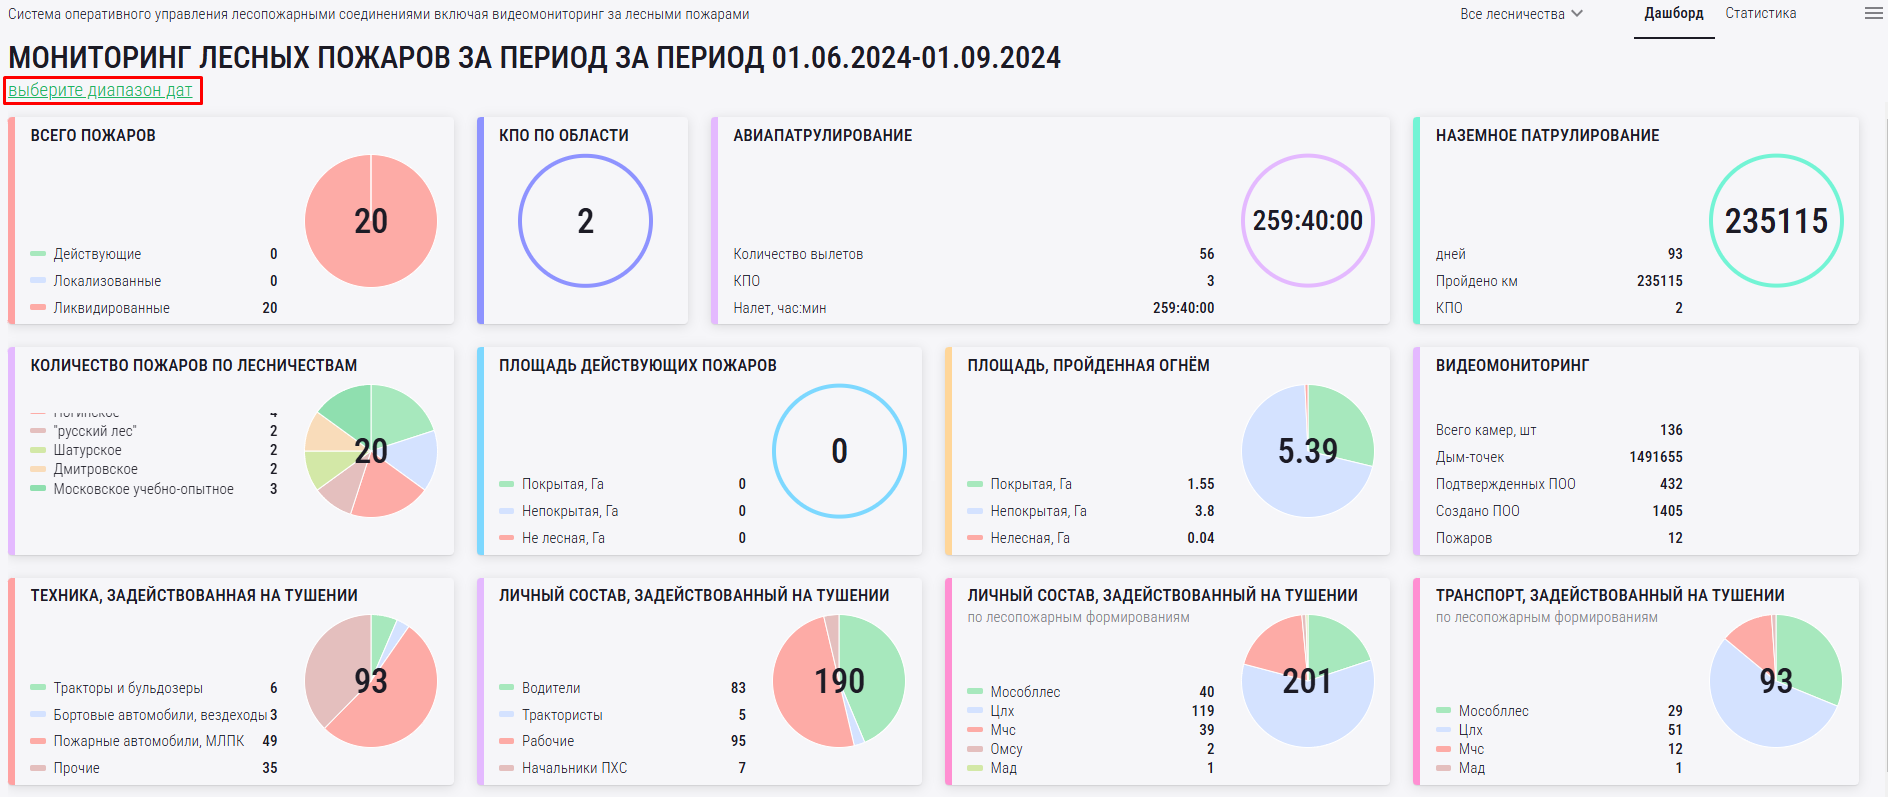 Система оперативного управления лесопожарными соединениями включая видеомониторинг за лесными пожарами
Все лесничества
Дашборд
Статистика
МОНИТОРИНГ ЛЕСНЫХ ПОЖАРОВ ЗА ПЕРИОД ЗА ПЕРИОД 01.06.2024-01.09.2024
выберите диапазон дат
ВСЕГО ПОЖАРОВ
20
Действующие 0
Локализованные 0
Ликвидированные 20
КПО ПО ОБЛАСТИ
2
АВИАПАТРУЛИРОВАНИЕ
259:40:00
Количество вылетов 56
КПО 3
Налет, час:мин 259:40:00
НАЗЕМНОЕ ПАТРУЛИРОВАНИЕ
235115
дней 93
Пройдено км 235115
КПО 2
КОЛИЧЕСТВО ПОЖАРОВ ПО ЛЕСНИЧЕСТВАМ
20
Ногинское 4
"русский лес" 2
Шатурское 2
Дмитровское 2
Московское учебно-опытное 3
ПЛОЩАДЬ ДЕЙСТВУЮЩИХ ПОЖАРОВ
0
Покрытая, Га 0
Непокрытая, Га 0
Не лесная, Га 0
ПЛОЩАДЬ, ПРОЙДЕННАЯ ОГНЁМ
5.39
Покрытая, Га 1.55
Непокрытая, Га 3.8
Нелесная, Га 0.04
ВИДЕОМОНИТОРИНГ
Всего камер, шт 136
Дым-точек 1491655
Подтвержденных ПОО 432
Создано ПОО 1405
Пожаров 12
ТЕХНИКА, ЗАДЕЙСТВОВАННАЯ НА ТУШЕНИИ
93
Тракторы и бульдозеры 6
Бортовые автомобили, вездеходы 3
Пожарные автомобили, МЛПК 49
Прочие 35
ЛИЧНЫЙ СОСТАВ, ЗАДЕЙСТВОВАННЫЙ НА ТУШЕНИИ
190
Водители 83
Трактористы 5
Рабочие 95
Начальники ПХС 7
ЛИЧНЫЙ СОСТАВ, ЗАДЕЙСТВОВАННЫЙ НА ТУШЕНИИ
по лесопожарным формированиям
201
Мособллес 40
Цлх 119
Мчс 39
Омсу 2
Мад 1
ТРАНСПОРТ, ЗАДЕЙСТВОВАННЫЙ НА ТУШЕНИИ
по лесопожарным формированиям
93
Мособллес 29
Цлх 51
Мчс 12
Мад 1